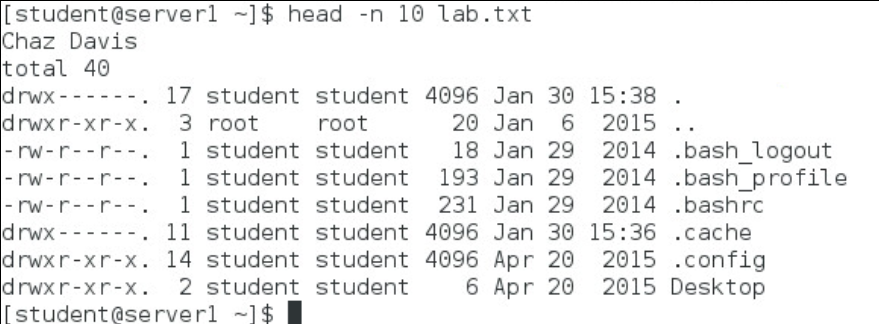 [student@server1 ~]$ head -n 10 lab.txt
Chaz Davis
total 40
drwx------. 17 student student 4096 Jan 30 15:38 .
drwxr-xr-x.  3 root    root      20 Jan  6  2015 ..
-rw-r--r--.  1 student student   18 Jan 29  2014 .bash_logout
-rw-r--r--.  1 student student  193 Jan 29  2014 .bash_profile
-rw-r--r--.  1 student student  231 Jan 29  2014 .bashrc
drwx------. 11 student student 4096 Jan 30 15:36 .cache
drwxr-xr-x. 14 student student 4096 Apr 20  2015 .config
drwxr-xr-x.  2 student student    6 Apr 20  2015 Desktop
[student@server1 ~]$